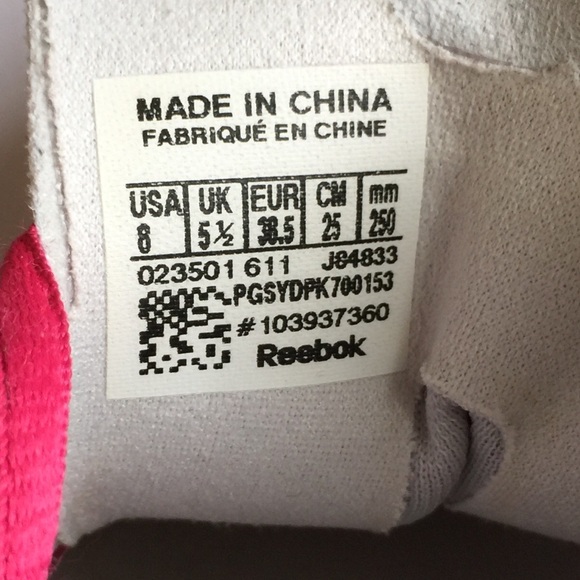 MADE IN CHINA
FABRIQUÉ EN CHINE
USA UK EUR CM mm
8 5½ 38.5 25 250
023501 611 J84833
PGSYDPK700153
#103937360
Reebok